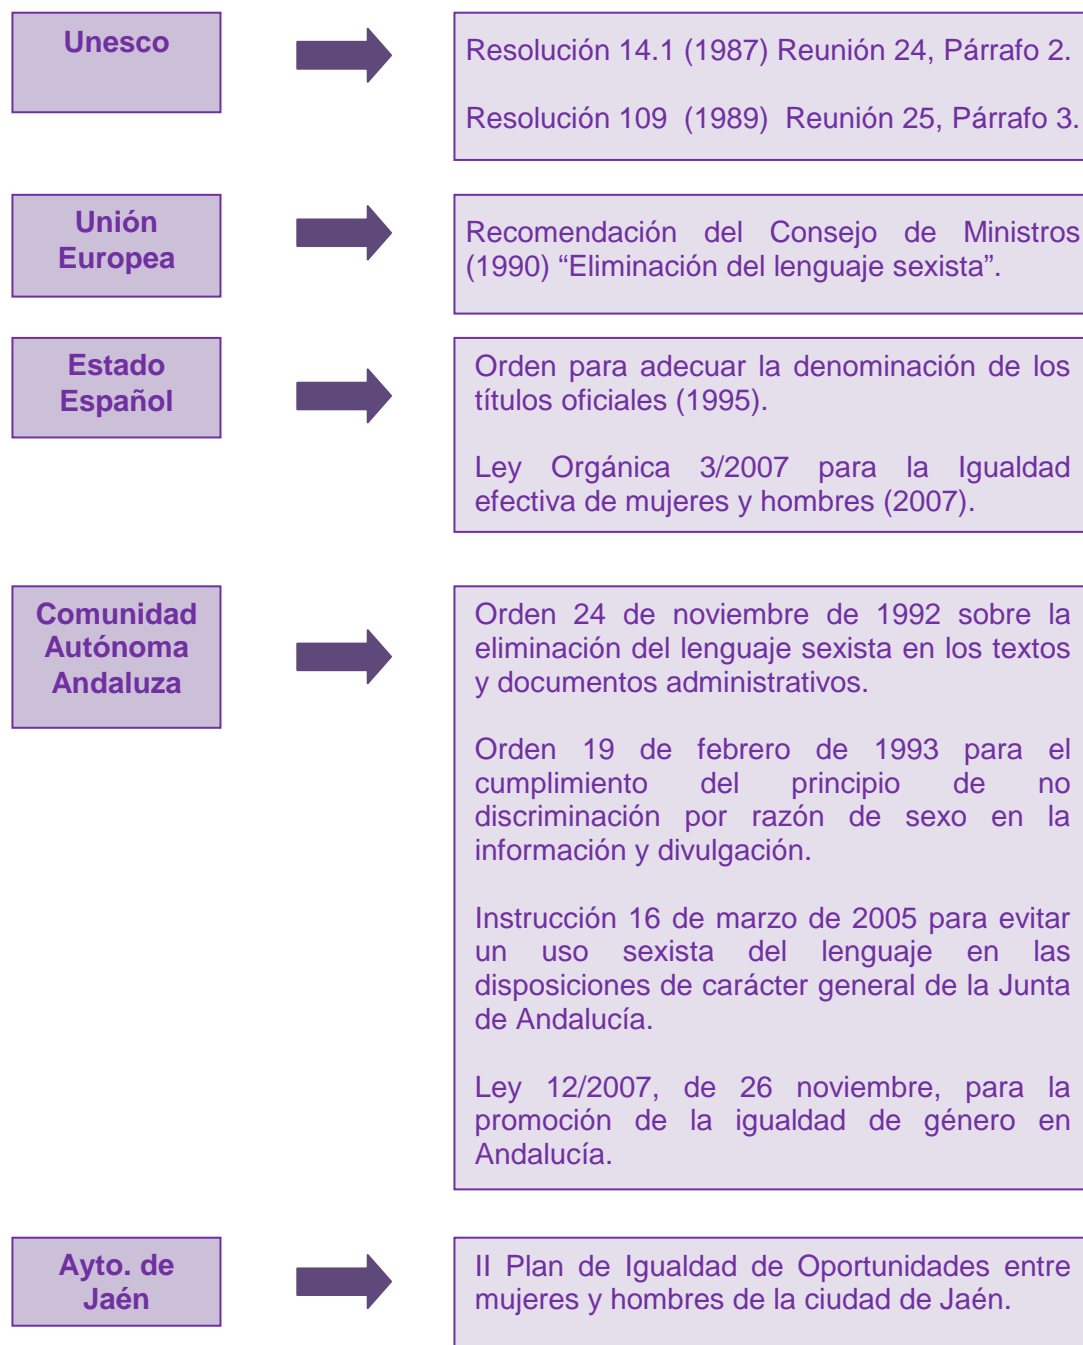 Unesco
Resolución 14.1 (1987) Reunión 24, Párrafo 2.
Resolución 109 (1989) Reunión 25, Párrafo 3.
Unión
Europea
Recomendación del Consejo de Ministros
(1990) “Eliminación del lenguaje sexista”.
Estado
Español
Orden para adecuar la denominación de los
títulos oficiales (1995).
Ley Orgánica 3/2007 para la Igualdad
efectiva de mujeres y hombres (2007).
Comunidad
Autónoma
Andaluza
Orden 24 de noviembre de 1992 sobre la
eliminación del lenguaje sexista en los textos
y documentos administrativos.
Orden 19 de febrero de 1993 para el
cumplimiento del principio de no
discriminación por razón de sexo en la
información y divulgación.
Instrucción 16 de marzo de 2005 para evitar
un uso sexista del lenguaje en las
disposiciones de carácter general de la Junta
de Andalucía.
Ley 12/2007, de 26 noviembre, para la
promoción de la igualdad de género en
Andalucía.
Ayto. de
Jaén
II Plan de Igualdad de Oportunidades entre
mujeres y hombres de la ciudad de Jaén.